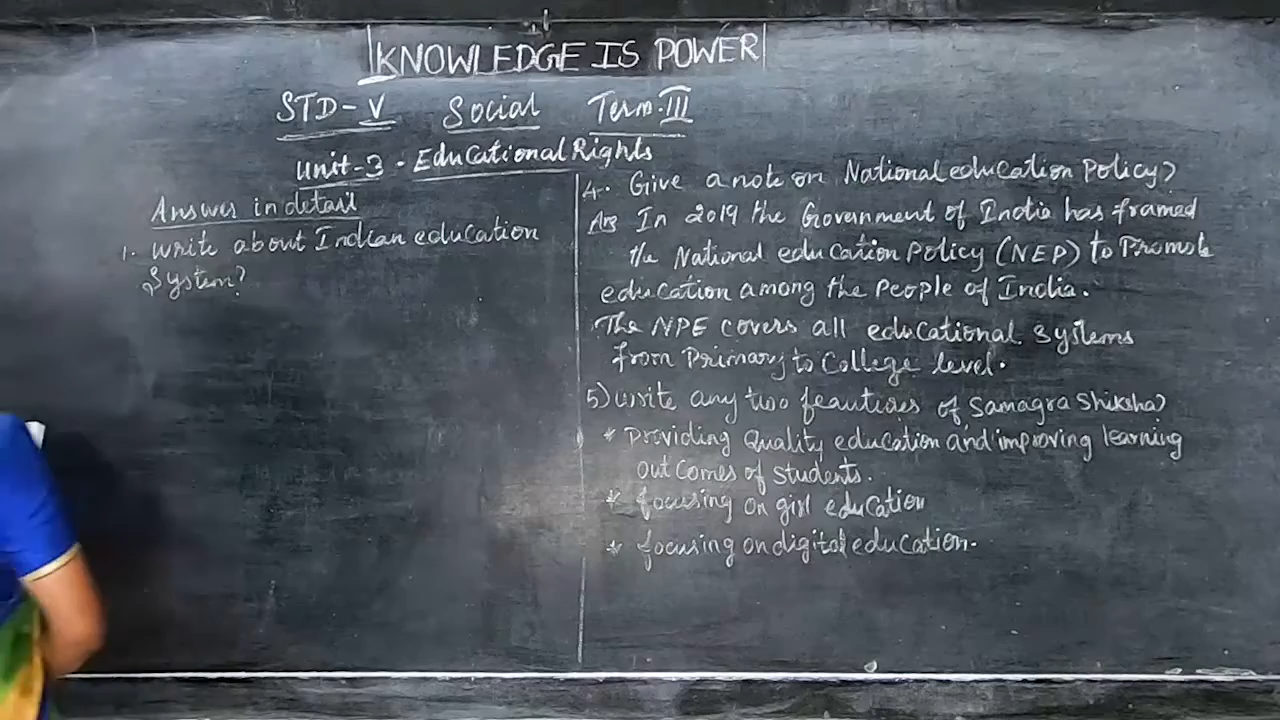 KNOWLEDGE IS POWER
STD-V Social Term-III
Unit-3 - Educational Rights
Answer in detail
1. Write about Indian education
System?
4. Give a note on National education Policy?
Ans In 2019 the Government of India has framed
the National education Policy (NEP) to Promote
education among the People of India.
The NPE covers all educational systems
from Primary to College level.
5) Write any two feautures of Samagra Shiksha?
* Providing Quality education and improving learning
out comes of students.
* focusing on girl education
* focusing on digital education.